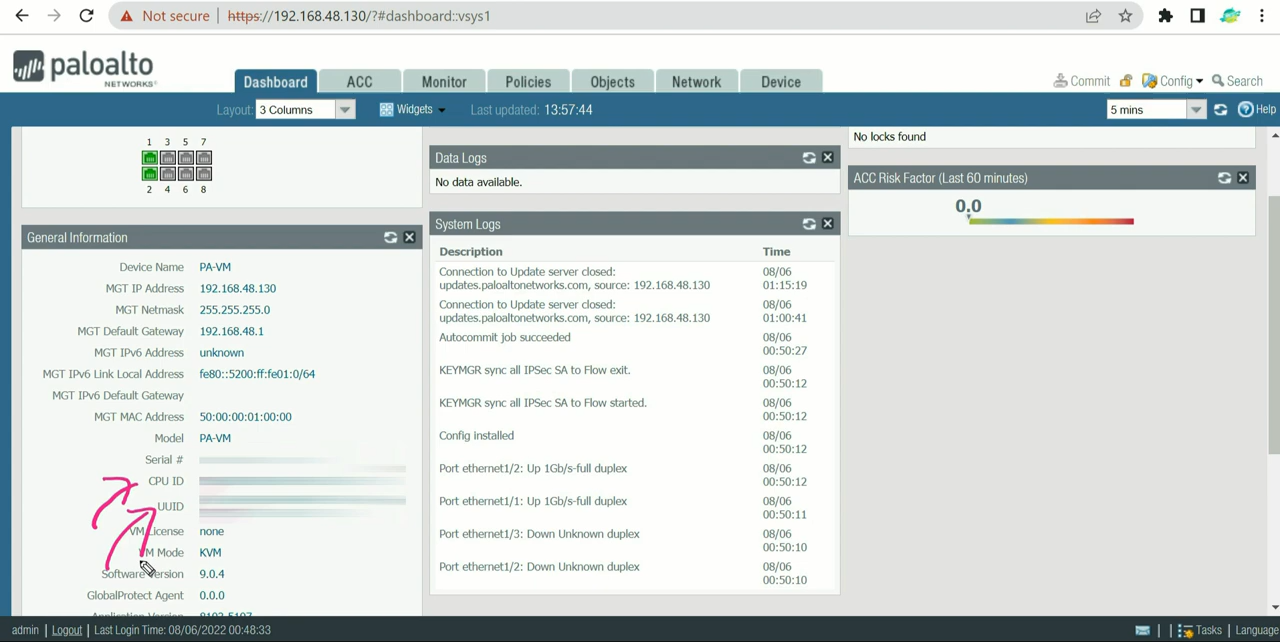 Not secure | https://192.168.48.130/?#dashboard::vsys1
paloalto
NETWORKS
Dashboard ACC Monitor Policies Objects Network Device
Commit Config Search
Layout: 3 Columns Widgets Last updated: 13:57:44 5 mins Help
1 3 5 7
2 4 6 8
General Information
Device Name PA-VM
MGT IP Address 192.168.48.130
MGT Netmask 255.255.255.0
MGT Default Gateway 192.168.48.1
MGT IPv6 Address unknown
MGT IPv6 Link Local Address fe80::5200:ff:fe01:0/64
MGT IPv6 Default Gateway
MGT MAC Address 50:00:00:01:00:00
Model PA-VM
Serial #
CPU ID
UUID
VM License none
VM Mode KVM
Software Version 9.0.4
GlobalProtect Agent 0.0.0
Application Version 8192-5107
Data Logs
No data available.
System Logs
Description Time
Connection to Update server closed: 08/06
updates.paloaltonetworks.com, source: 192.168.48.130 01:15:19
Connection to Update server closed: 08/06
updates.paloaltonetworks.com, source: 192.168.48.130 01:00:41
Autocommit job succeeded 08/06
00:50:27
KEYMGR sync all IPSec SA to Flow exit. 08/06
00:50:12
KEYMGR sync all IPSec SA to Flow started. 08/06
00:50:12
Config installed 08/06
00:50:12
Port ethernet1/2: Up 1Gb/s-full duplex 08/06
00:50:12
Port ethernet1/1: Up 1Gb/s-full duplex 08/06
00:50:11
Port ethernet1/3: Down Unknown duplex 08/06
00:50:10
Port ethernet1/2: Down Unknown duplex 08/06
00:50:10
No locks found
ACC Risk Factor (Last 60 minutes)
0.0
admin | Logout | Last Login Time: 08/06/2022 00:48:33 Tasks | Language